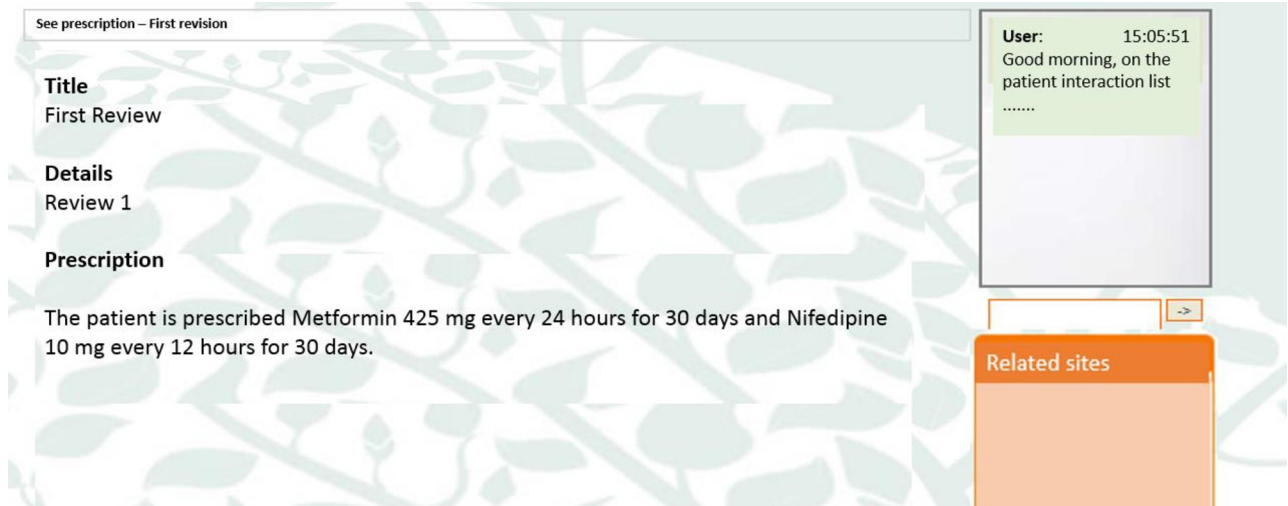 See prescription – First revision
Title
First Review
Details
Review 1
Prescription
The patient is prescribed Metformin 425 mg every 24 hours for 30 days and Nifedipine
10 mg every 12 hours for 30 days.
User: 15:05:51
Good morning, on the
patient interaction list
.......
->
Related sites